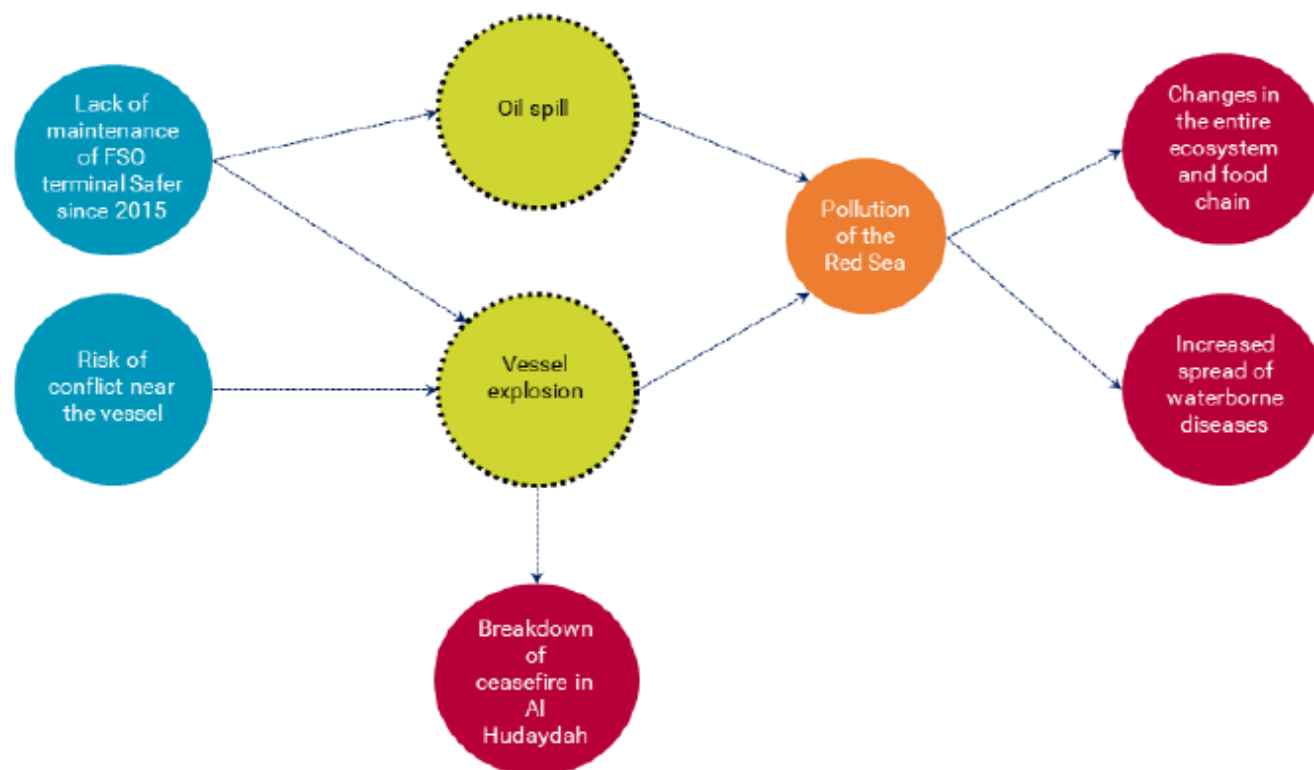 Lack of
maintenance
of FSO
terminal Safer
since 2015
Oil spill
Changes in
the entire
ecosystem
and food
chain
Pollution
of the
Red Sea
Risk of
conflict near
the vessel
Vessel
explosion
Increased
spread of
waterborne
diseases
Breakdown
of
ceasefire in
Al
Hudaydah